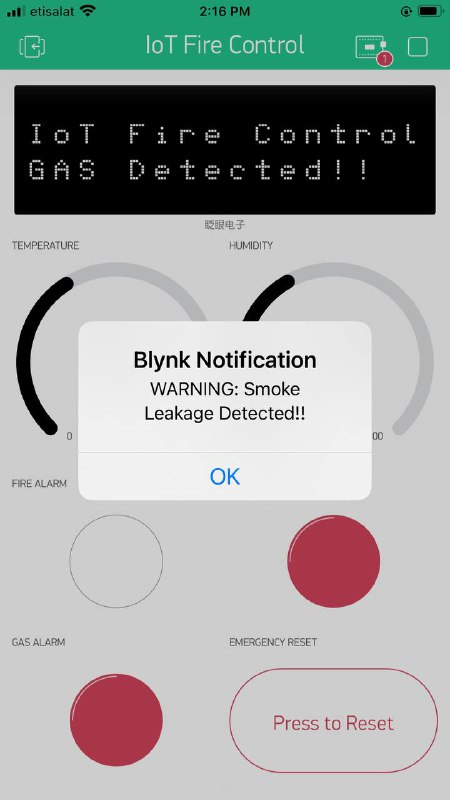 etisalat 2:16 PM
IoT Fire Control
1
IoT Fire Control
GAS Detected!!
眨眼电子
TEMPERATURE HUMIDITY
Blynk Notification
WARNING: Smoke
Leakage Detected!!
0 00
OK
FIRE ALARM
GAS ALARM EMERGENCY RESET
Press to Reset